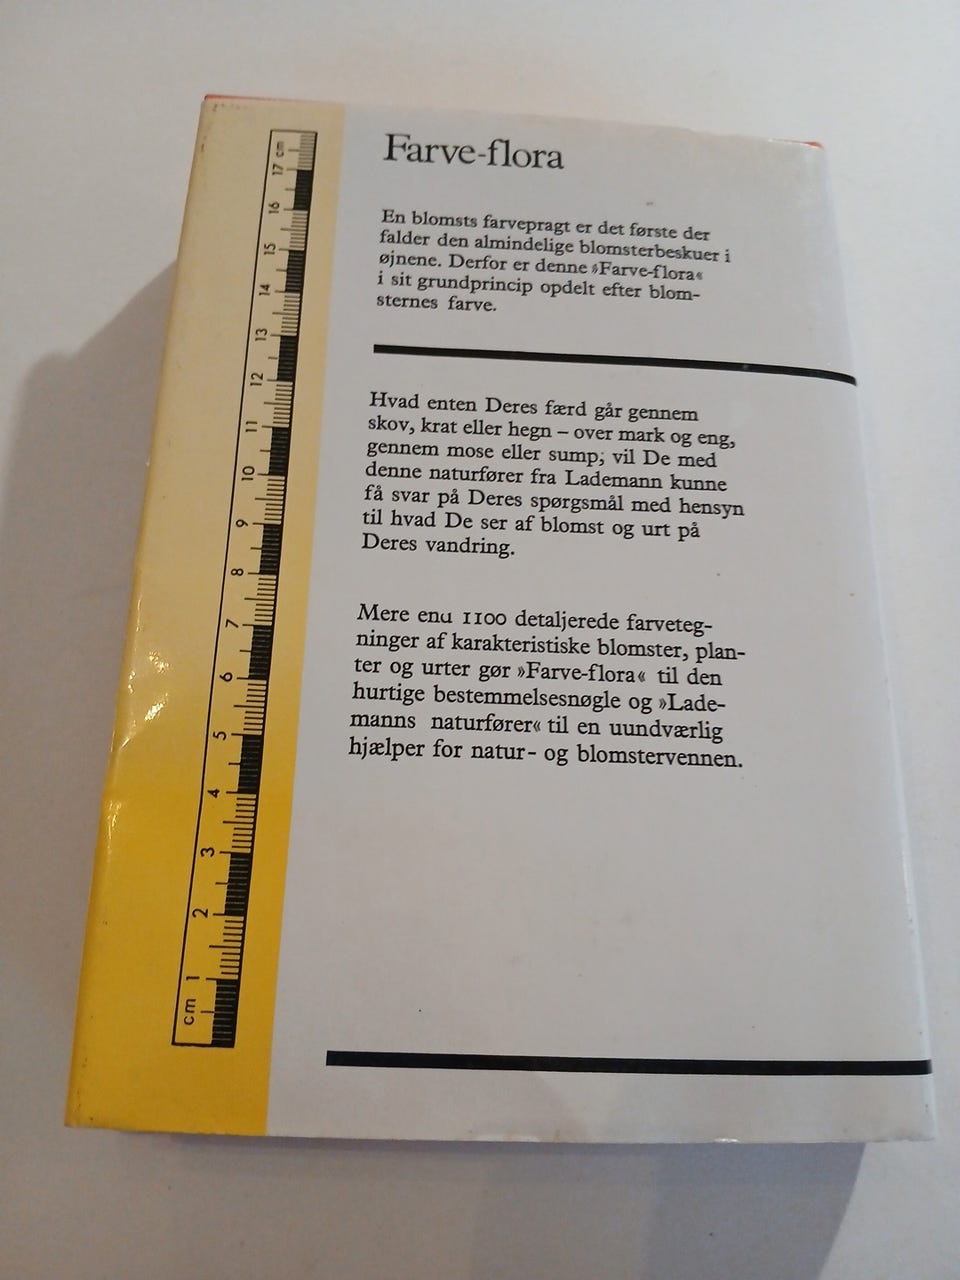 Farve-flora
En blomsts farvepragt er det første der
falder den almindelige blomsterbeskuer i
øjnene. Derfor er denne »Farve-flora«
i sit grundprincip opdelt efter blom-
sternes farve.
Hvad enten Deres færd går gennem
skov, krat eller hegn – over mark og eng,
gennem mose eller sump; vil De med
denne naturfører fra Lademann kunne
få svar på Deres spørgsmål med hensyn
til hvad De ser af blomst og urt på
Deres vandring.
Mere end 1100 detaljerede farveteg-
ninger af karakteristiske blomster, plan-
ter og urter gør »Farve-flora« til den
hurtige bestemmelsesnøgle og »Lade-
manns naturfører« til en uundværlig
hjælper for natur- og blomstervennen.
cm 1 2 3 4 5 6 7 8 9 10 11 12 13 14 15 16 17 cm